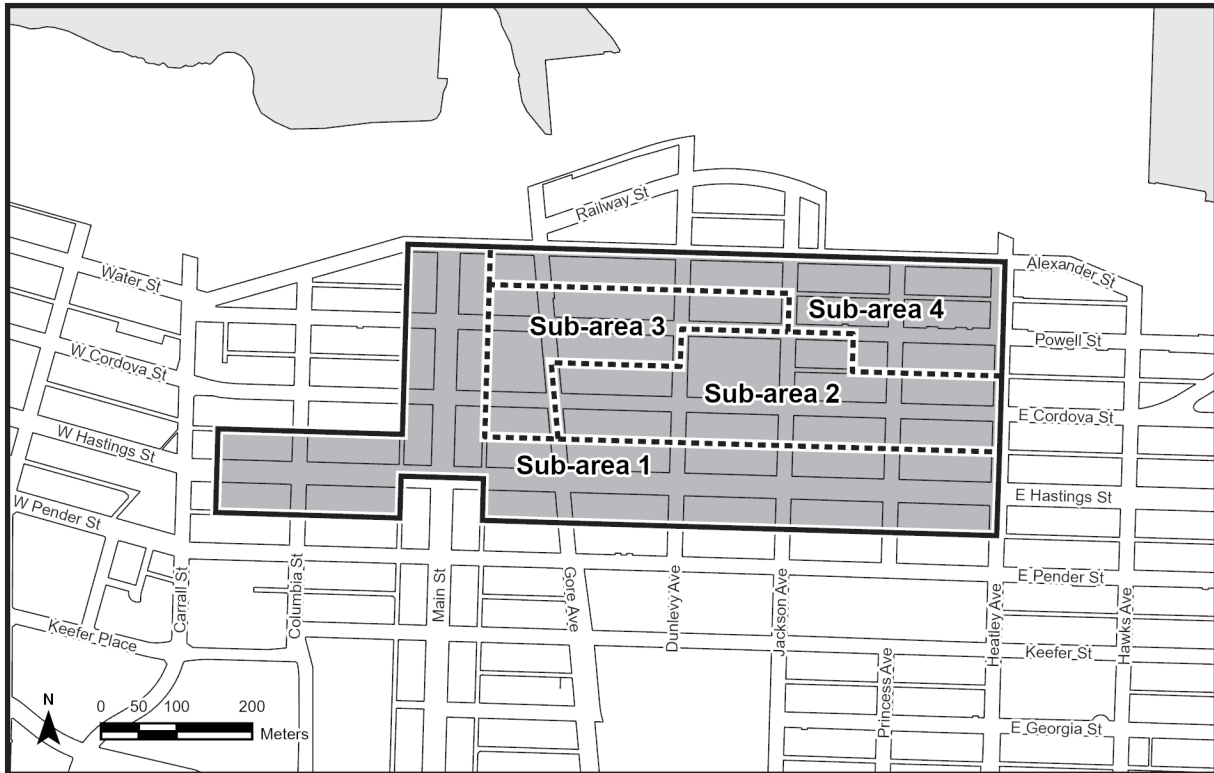 Railway St
Alexander St
Water St
Sub-area 4
Sub-area 3
Powell St
W Cordova St
Sub-area 2
E Cordova St
W Hastings St
Sub-area 1
E Hastings St
W Pender St
E Pender St
Carrall St
Columbia St
Main St
Gore Ave
Dunlevy Ave
Jackson Ave
Heatley Ave
Hawks Ave
Keefer Place
Keefer St
Princess Ave
N
0 50 100 200
Meters
E Georgia St